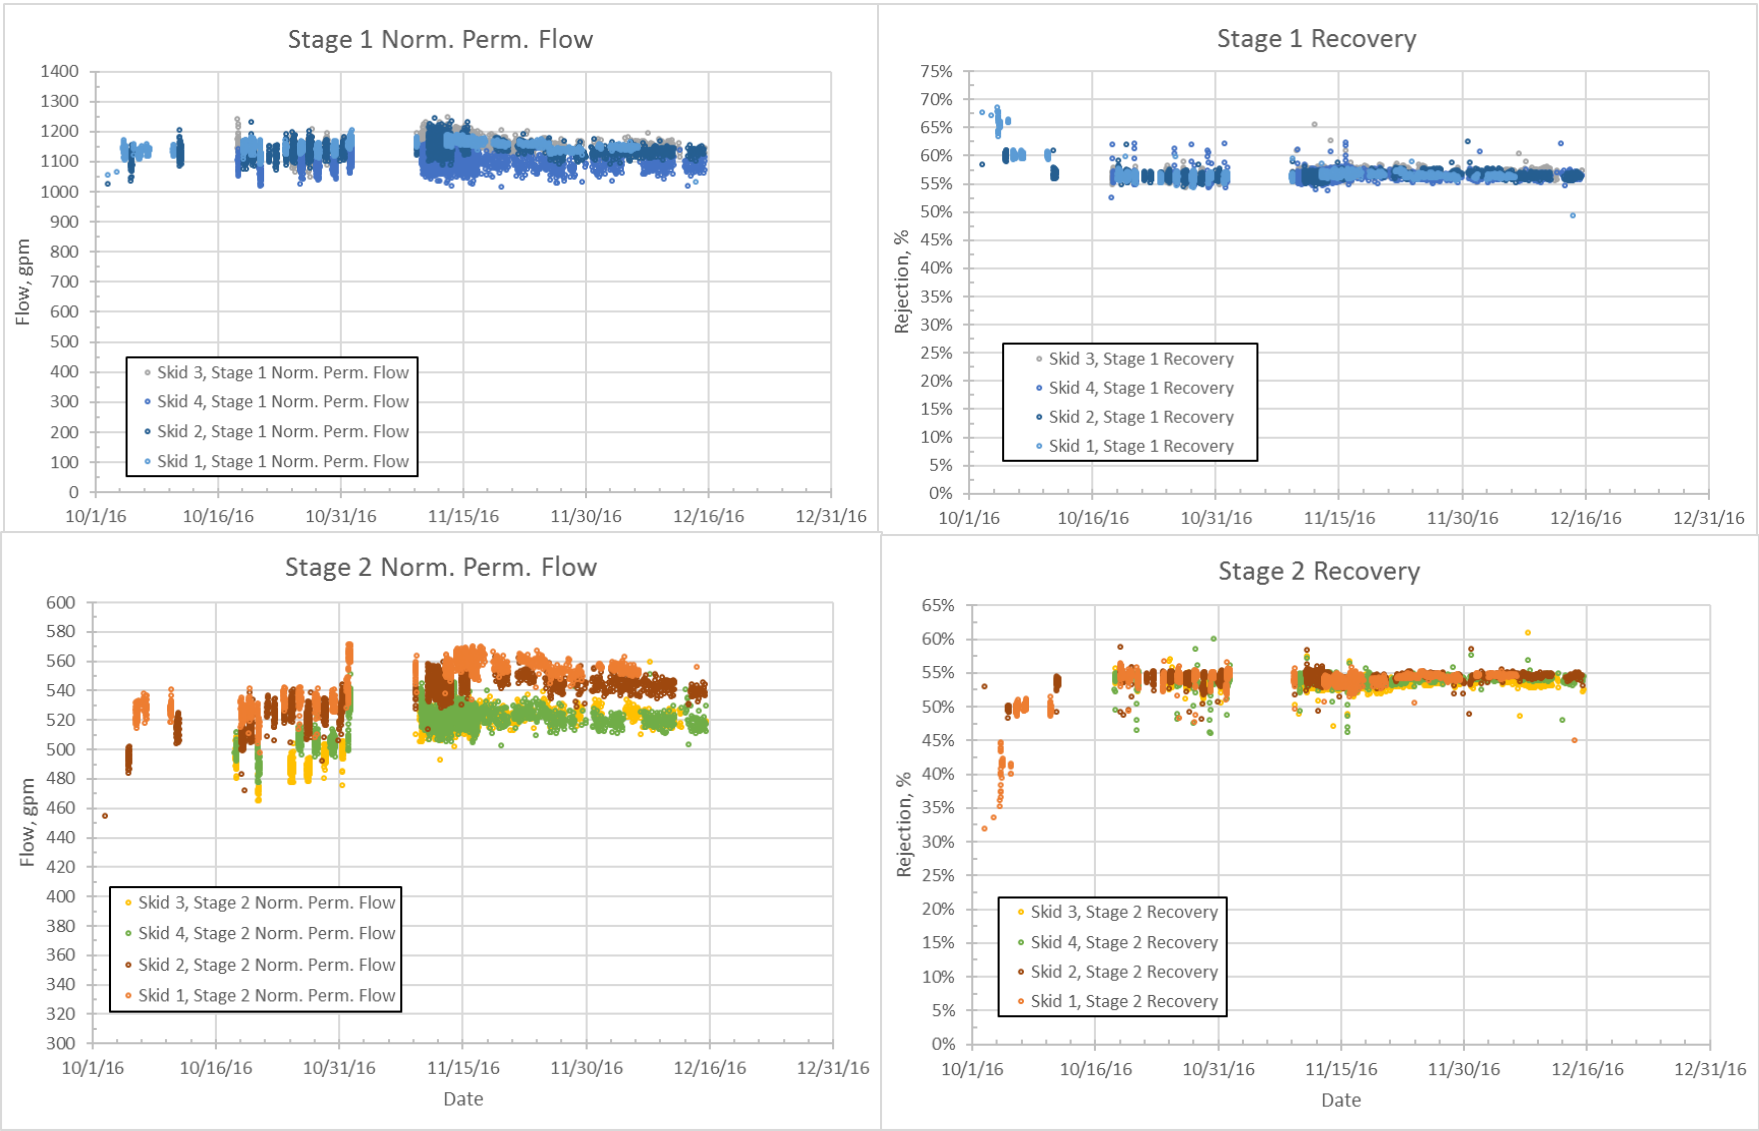 Stage 1 Norm. Perm. Flow
1400
1300
1200
1100
1000
900
800
700
600
500
400
300
200
100
0
Flow, gpm
Skid 3, Stage 1 Norm. Perm. Flow
Skid 4, Stage 1 Norm. Perm. Flow
Skid 2, Stage 1 Norm. Perm. Flow
Skid 1, Stage 1 Norm. Perm. Flow
10/1/16 10/16/16 10/31/16 11/15/16 11/30/16 12/16/16 12/31/16
Stage 1 Recovery
75%
70%
65%
60%
55%
50%
45%
40%
35%
30%
25%
20%
15%
10%
5%
0%
Rejection, %
Skid 3, Stage 1 Recovery
Skid 4, Stage 1 Recovery
Skid 2, Stage 1 Recovery
Skid 1, Stage 1 Recovery
10/1/16 10/16/16 10/31/16 11/15/16 11/30/16 12/16/16 12/31/16
Stage 2 Norm. Perm. Flow
600
580
560
540
520
500
480
460
440
420
400
380
360
340
320
300
Flow, gpm
Skid 3, Stage 2 Norm. Perm. Flow
Skid 4, Stage 2 Norm. Perm. Flow
Skid 2, Stage 2 Norm. Perm. Flow
Skid 1, Stage 2 Norm. Perm. Flow
10/1/16 10/16/16 10/31/16 11/15/16 11/30/16 12/16/16 12/31/16
Date
Stage 2 Recovery
65%
60%
55%
50%
45%
40%
35%
30%
25%
20%
15%
10%
5%
0%
Rejection, %
Skid 3, Stage 2 Recovery
Skid 4, Stage 2 Recovery
Skid 2, Stage 2 Recovery
Skid 1, Stage 2 Recovery
10/1/16 10/16/16 10/31/16 11/15/16 11/30/16 12/16/16 12/31/16
Date